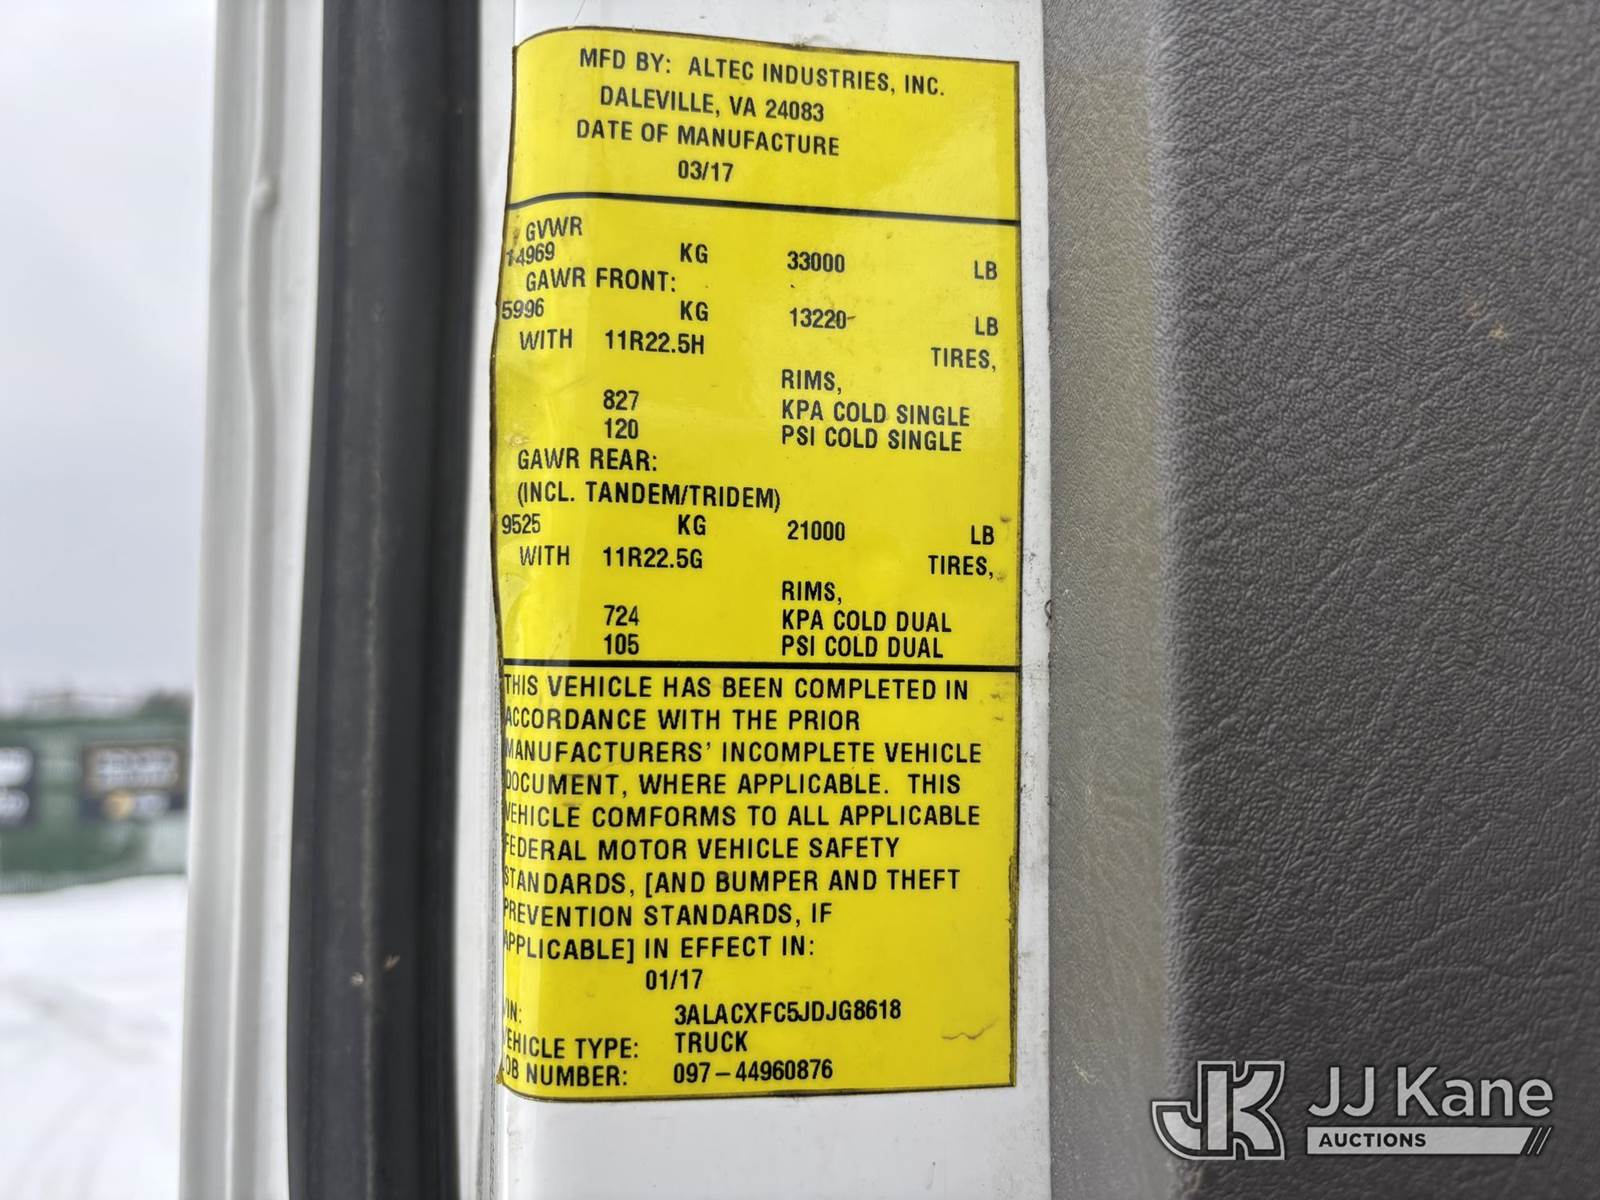 MFD BY: ALTEC INDUSTRIES, INC.
DALEVILLE, VA 24083
DATE OF MANUFACTURE
03/17
GVWR
14969 KG 33000 LB
GAWR FRONT:
5996 KG 13220 LB
WITH 11R22.5H TIRES,
RIMS,
827 KPA COLD SINGLE
120 PSI COLD SINGLE
GAWR REAR:
(INCL. TANDEM/TRIDEM)
9525 KG 21000 LB
WITH 11R22.5G TIRES,
RIMS,
724 KPA COLD DUAL
105 PSI COLD DUAL
THIS VEHICLE HAS BEEN COMPLETED IN
ACCORDANCE WITH THE PRIOR
MANUFACTURERS' INCOMPLETE VEHICLE
DOCUMENT, WHERE APPLICABLE. THIS
VEHICLE COMFORMS TO ALL APPLICABLE
FEDERAL MOTOR VEHICLE SAFETY
STANDARDS, [AND BUMPER AND THEFT
PREVENTION STANDARDS, IF
APPLICABLE] IN EFFECT IN:
01/17
VIN: 3ALACXFC5JDJG8618
VEHICLE TYPE: TRUCK
JOB NUMBER: 097-44960876
JK JJ Kane
AUCTIONS